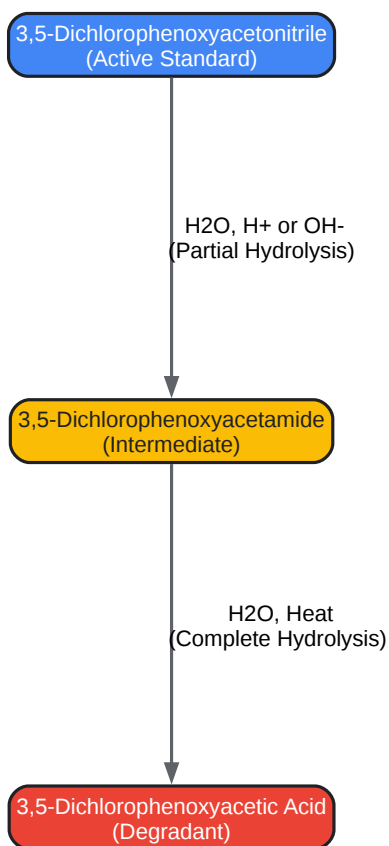 3,5-Dichlorophenoxyacetonitrile
(Active Standard)
H2O, H+ or OH-
(Partial Hydrolysis)
3,5-Dichlorophenoxyacetamide
(Intermediate)
H2O, Heat
(Complete Hydrolysis)
3,5-Dichlorophenoxyacetic Acid
(Degradant)